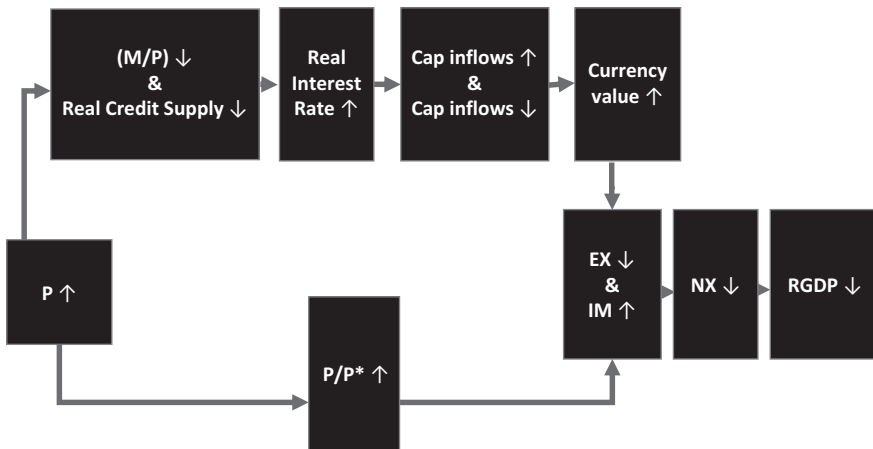 (M/P) ↓
&
Real Credit Supply ↓
Real
Interest
Rate ↑
Cap inflows ↑
&
Cap inflows ↓
Currency
value ↑
P ↑
P/P* ↑
EX ↓
&
IM ↑
NX ↓
RGDP ↓